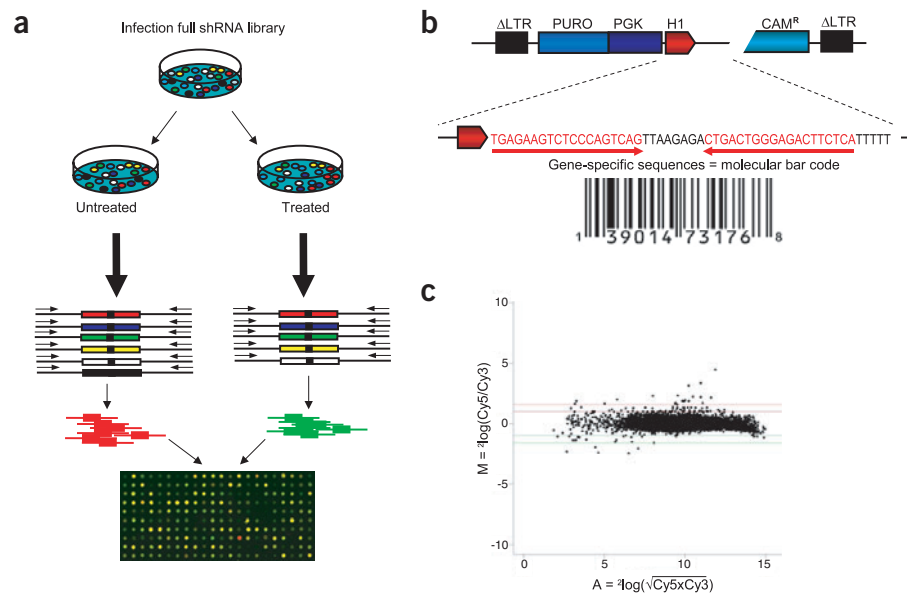 a
Infection full shRNA library
Untreated
Treated
b
ΔLTR PURO PGK H1 CAMᴿ ΔLTR
TGAGAAGTCTCCCAGTCAGTTAAGAGACTGACTGGGAGACTTCTCATTTTT
Gene-specific sequences = molecular bar code
1 39014 73176 8
c
10
5
0
-5
-10
M = ²log(Cy5/Cy3)
0 5 10 15
A = ²log(√Cy5xCy3)